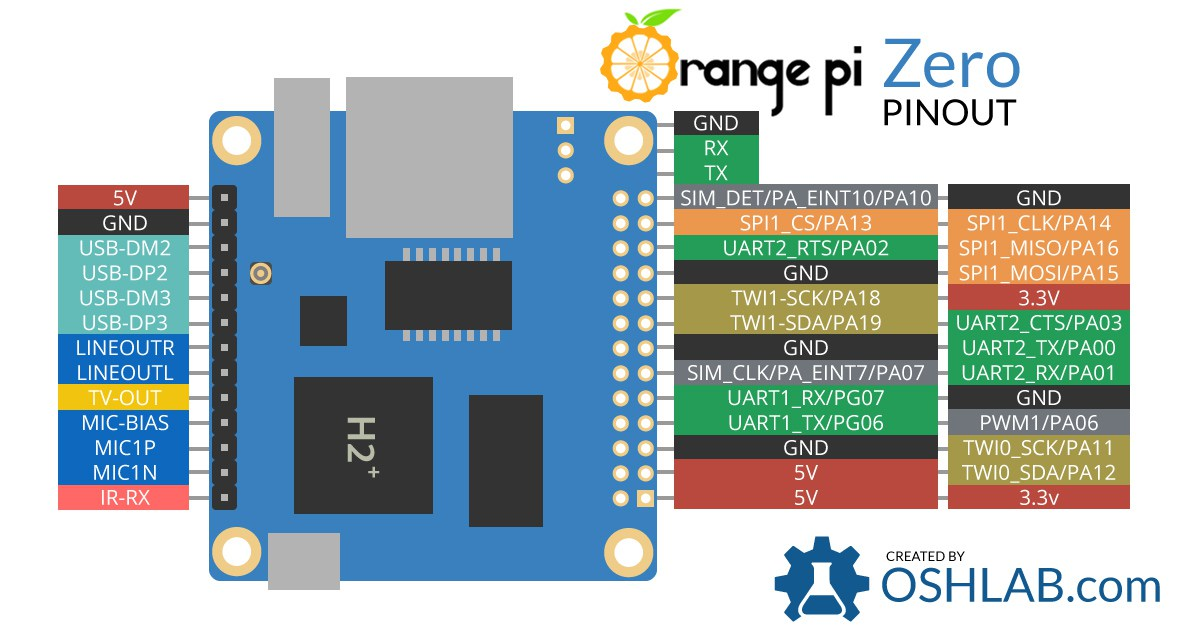 Orange pi Zero
PINOUT
GND
RX
TX
5V
GND
USB-DM2
USB-DP2
USB-DM3
USB-DP3
LINEOUTR
LINEOUTL
TV-OUT
MIC-BIAS
MIC1P
MIC1N
IR-RX
H2+
SIM_DET/PA_EINT10/PA10 GND
SPI1_CS/PA13 SPI1_CLK/PA14
UART2_RTS/PA02 SPI1_MISO/PA16
GND SPI1_MOSI/PA15
TWI1-SCK/PA18 3.3V
TWI1-SDA/PA19 UART2_CTS/PA03
GND UART2_TX/PA00
SIM_CLK/PA_EINT7/PA07 UART2_RX/PA01
UART1_RX/PG07 GND
UART1_TX/PG06 PWM1/PA06
GND TWI0_SCK/PA11
5V TWI0_SDA/PA12
5V 3.3v
CREATED BY
OSHLAB.com